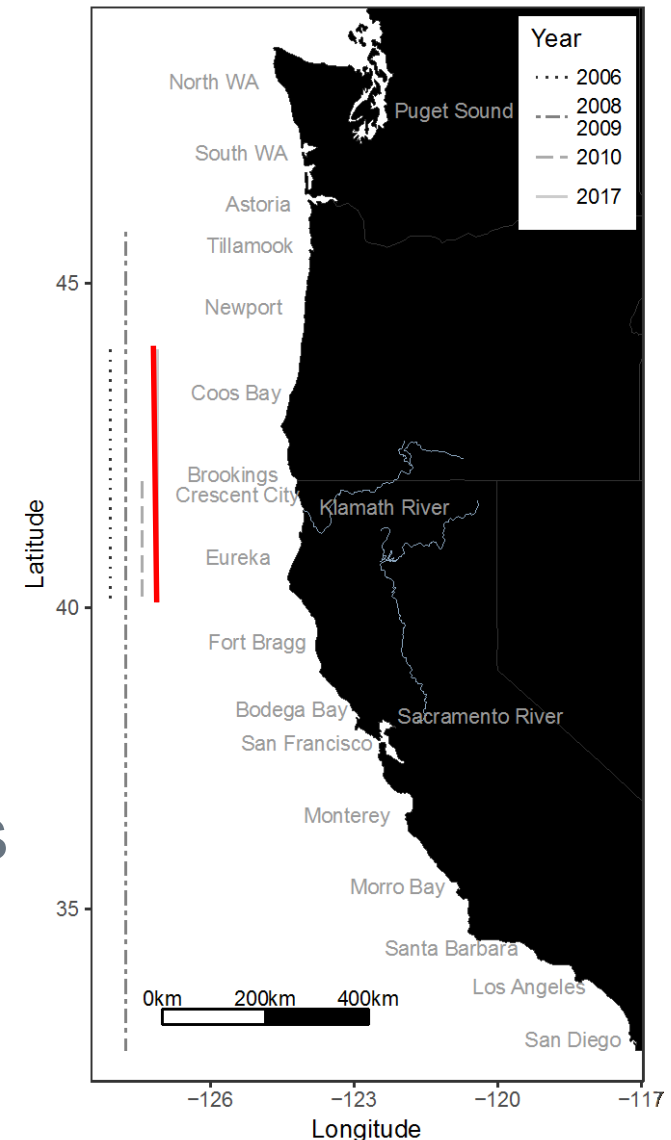 Year
2006
2008
2009
2010
2017
North WA
Puget Sound
South WA
Astoria
Tillamook
45
Newport
Coos Bay
Brookings
Crescent City
Klamath River
Latitude
Eureka
40
Fort Bragg
Bodega Bay
Sacramento River
San Francisco
Monterey
s
35
Morro Bay
Santa Barbara
Los Angeles
0km 200km 400km
San Diego
−126 −123 −120 −117
Longitude